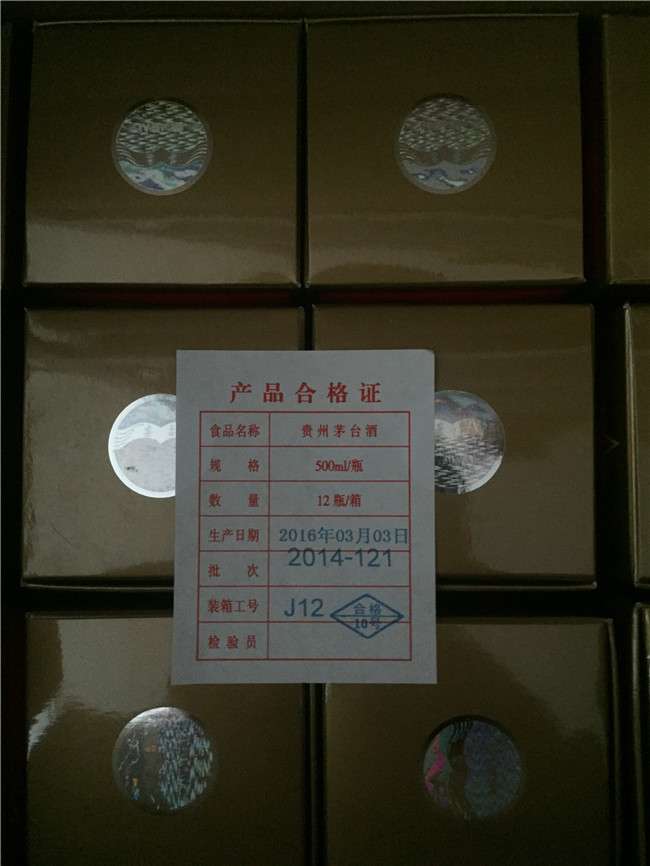 产品合格证
食品名称 贵州茅台酒
规 格 500ml/瓶
数 量 12瓶/箱
生产日期 2016年03月03日
批 次 2014-121
装箱工号 J12
合格
10号
检验员